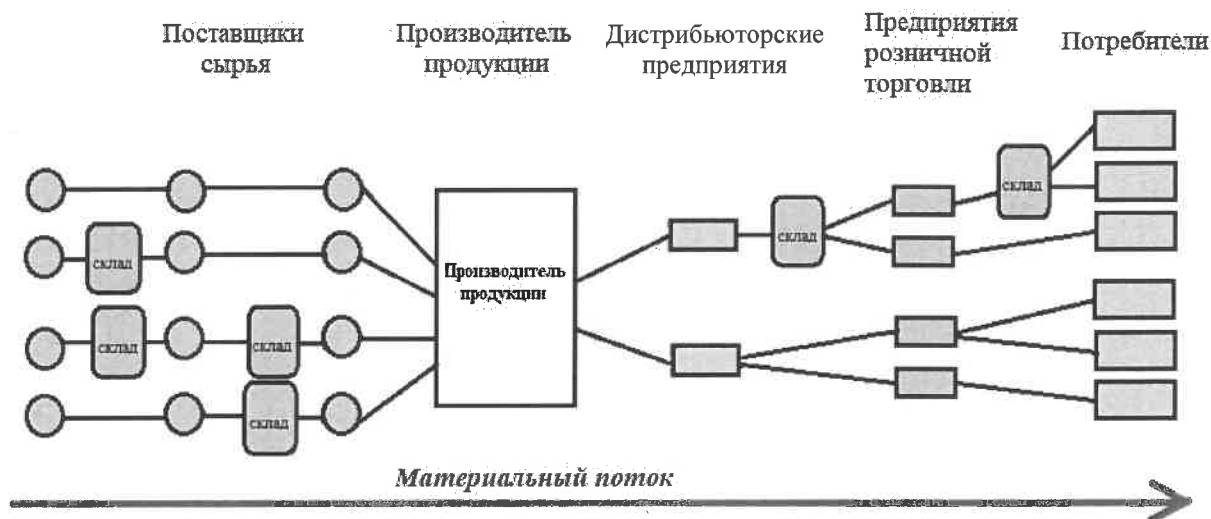 Поставщики
сырья
Производитель
продукции
Дистрибьюторские
предприятия
Предприятия
розничной
торговли
Потребители
склад
склад
склад
склад
склад
склад
Производитель
продукции
Материальный поток